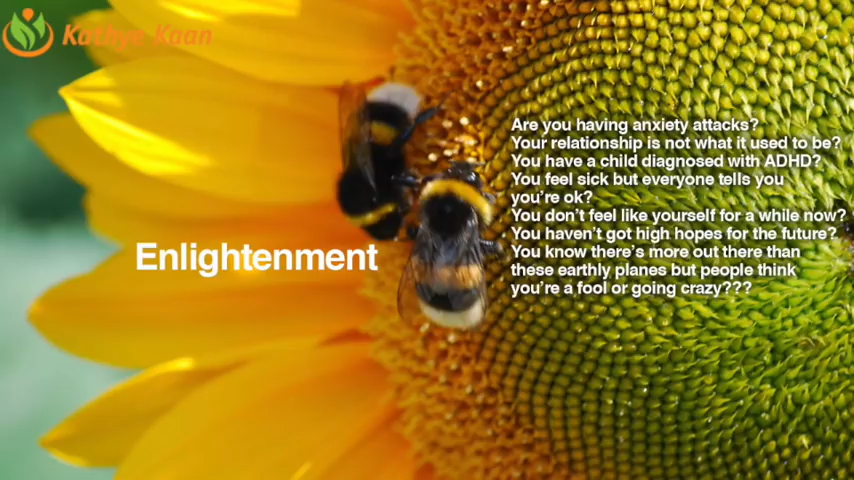 Kathye Kaan
Are you having anxiety attacks?
Your relationship is not what it used to be?
You have a child diagnosed with ADHD?
You feel sick but everyone tells you
you're ok?
You don't feel like yourself for a while now?
You haven't got high hopes for the future?
You know there's more out there than
these earthly planes but people think
you're a fool or going crazy???
Enlightenment